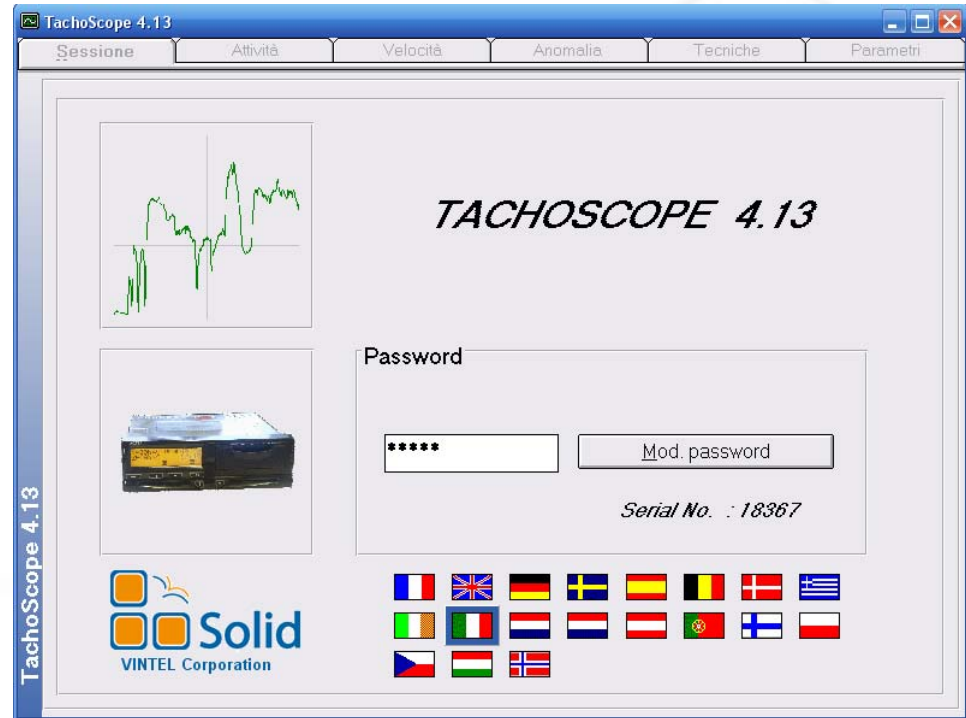 TachoScope 4.13
Sessione Attività Velocità Anomalia Tecniche Parametri
TACHOSCOPE 4.13
Password
*****
Mod. password
Serial No. : 18367
TachoScope 4.13
Solid
VINTEL Corporation